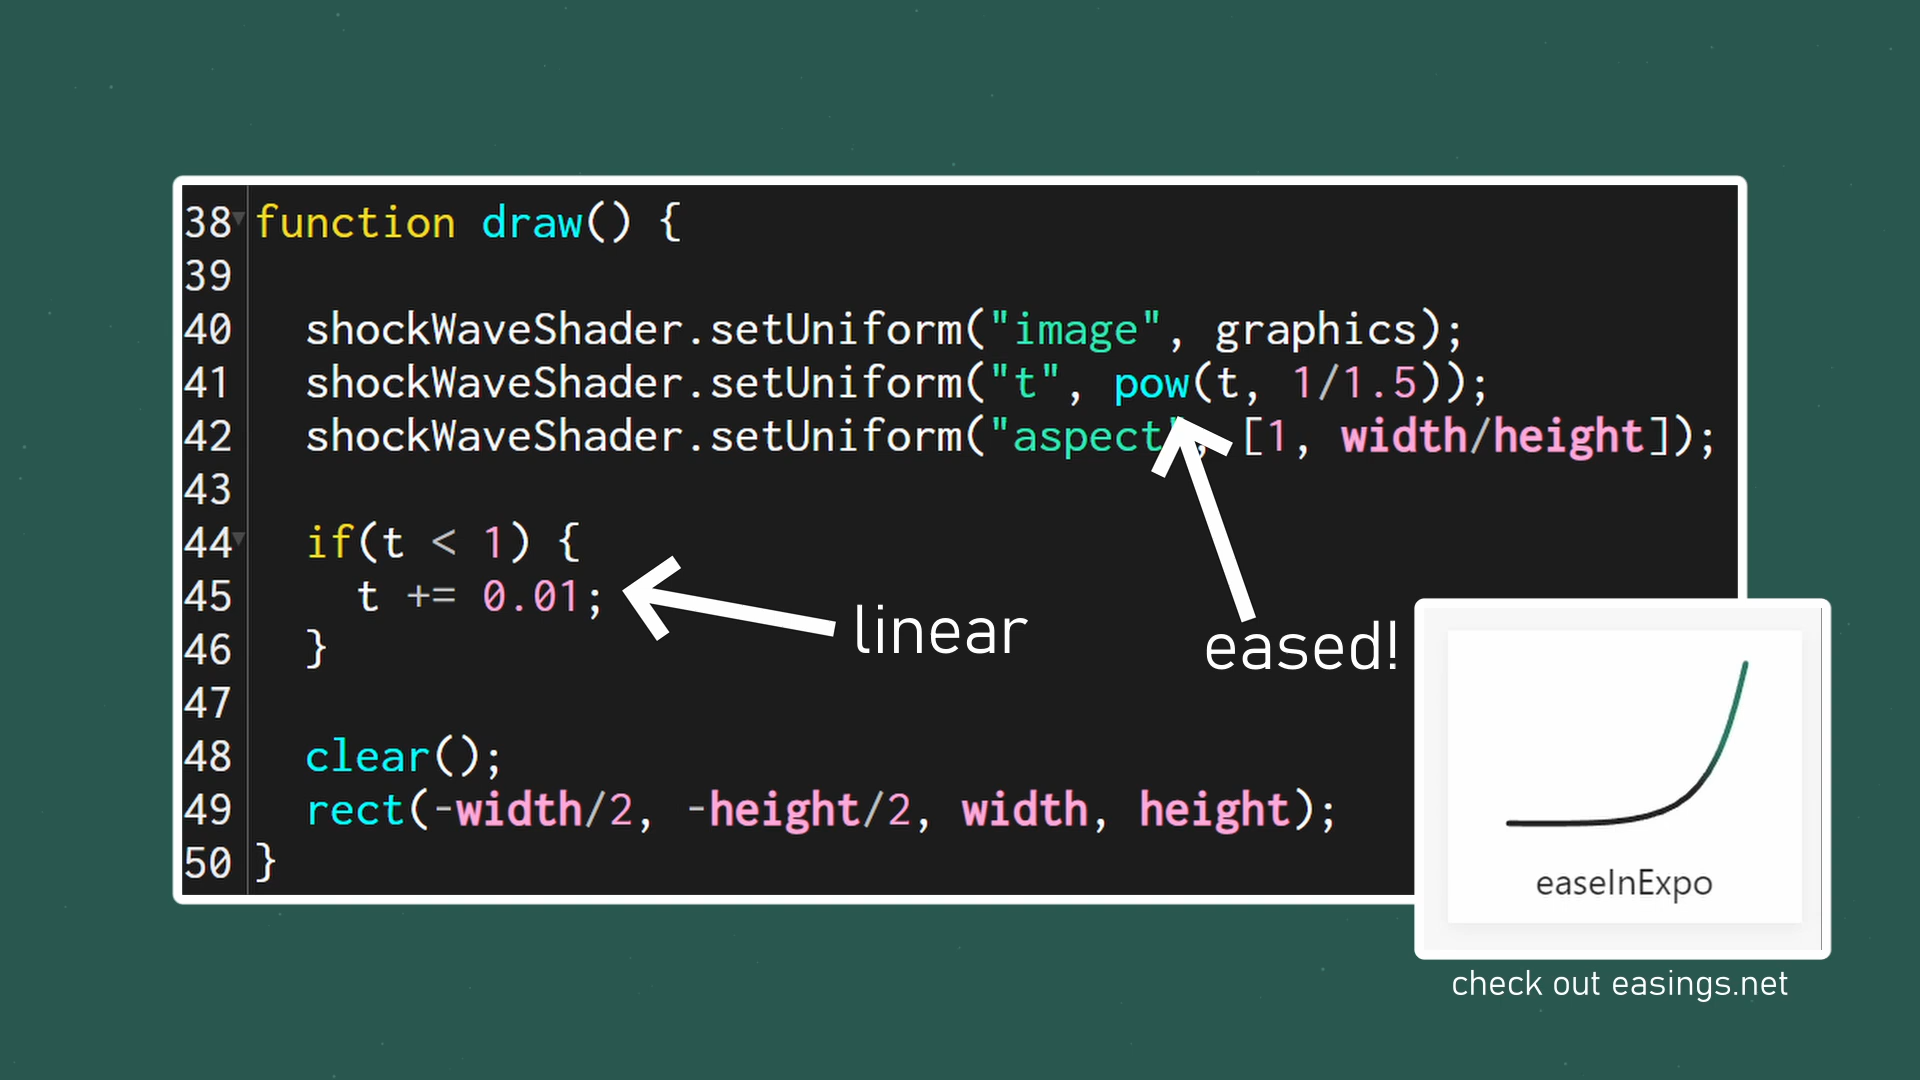 38 function draw() {
39
40 shockWaveShader.setUniform("image", graphics);
41 shockWaveShader.setUniform("t", pow(t, 1/1.5));
42 shockWaveShader.setUniform("aspect", [1, width/height]);
43
44 if(t < 1) {
45 t += 0.01;
46 }
47
48 clear();
49 rect(-width/2, -height/2, width, height);
50 }
linear
eased!
easeInExpo
check out easings.net